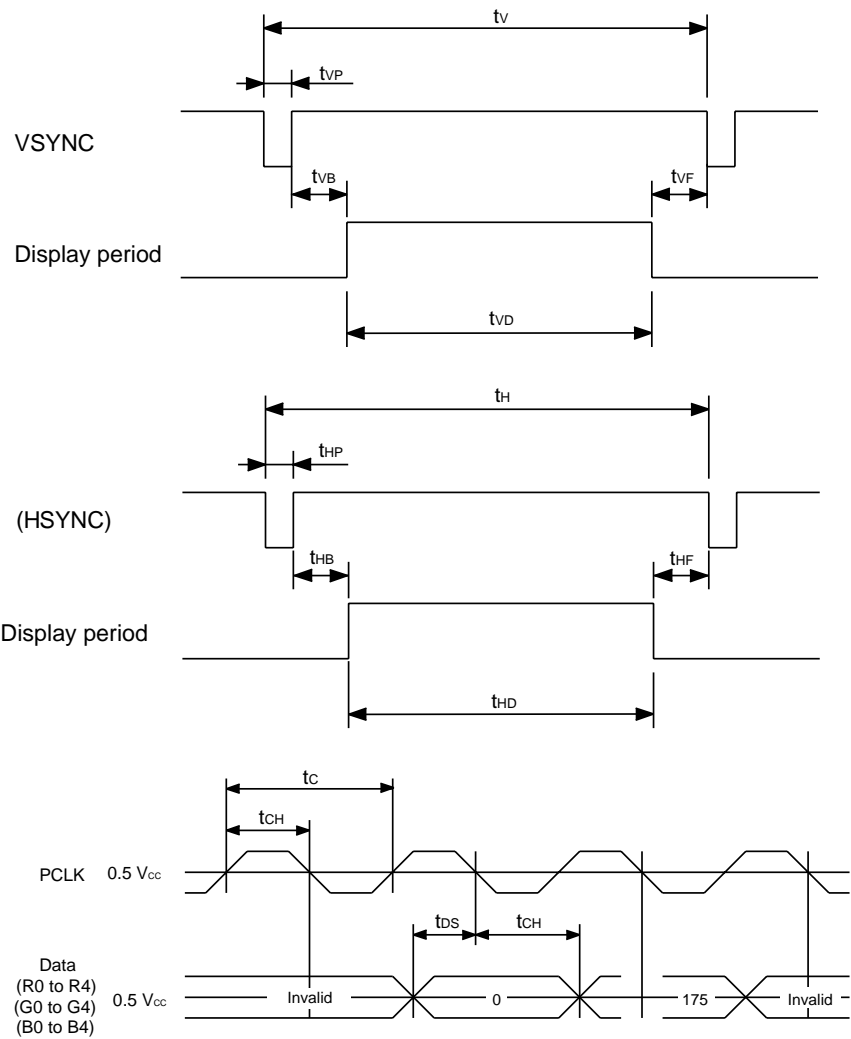 tV
tVP
VSYNC
tVB
tVF
Display period
tVD
tH
tHP
(HSYNC)
tHB
tHF
Display period
tHD
tC
tCH
PCLK 0.5 Vcc
tDS tCH
Data
(R0 to R4)
(G0 to G4)
(B0 to B4)
0.5 Vcc
Invalid 0 175 Invalid